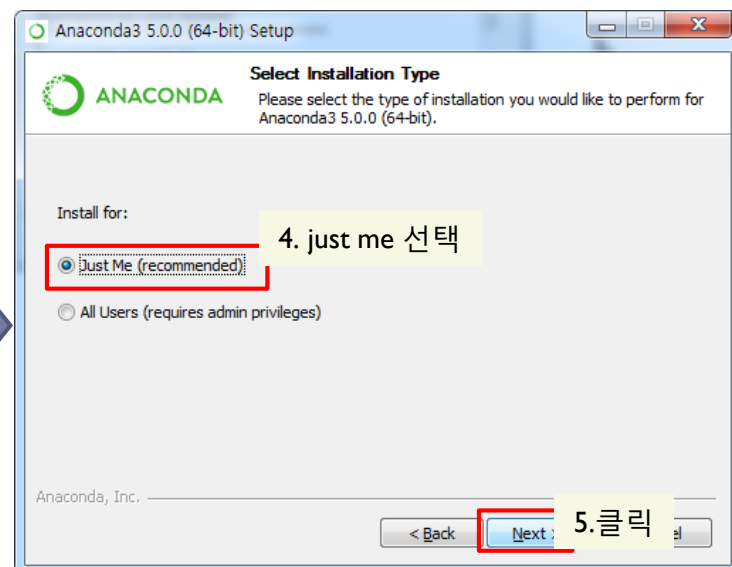 Anaconda3 5.0.0 (64-bit) Setup
ANACONDA
Select Installation Type
Please select the type of installation you would like to perform for
Anaconda3 5.0.0 (64-bit).
Install for:
4. just me 선택
Just Me (recommended)
All Users (requires admin privileges)
Anaconda, Inc.
< Back Next > 5.클릭